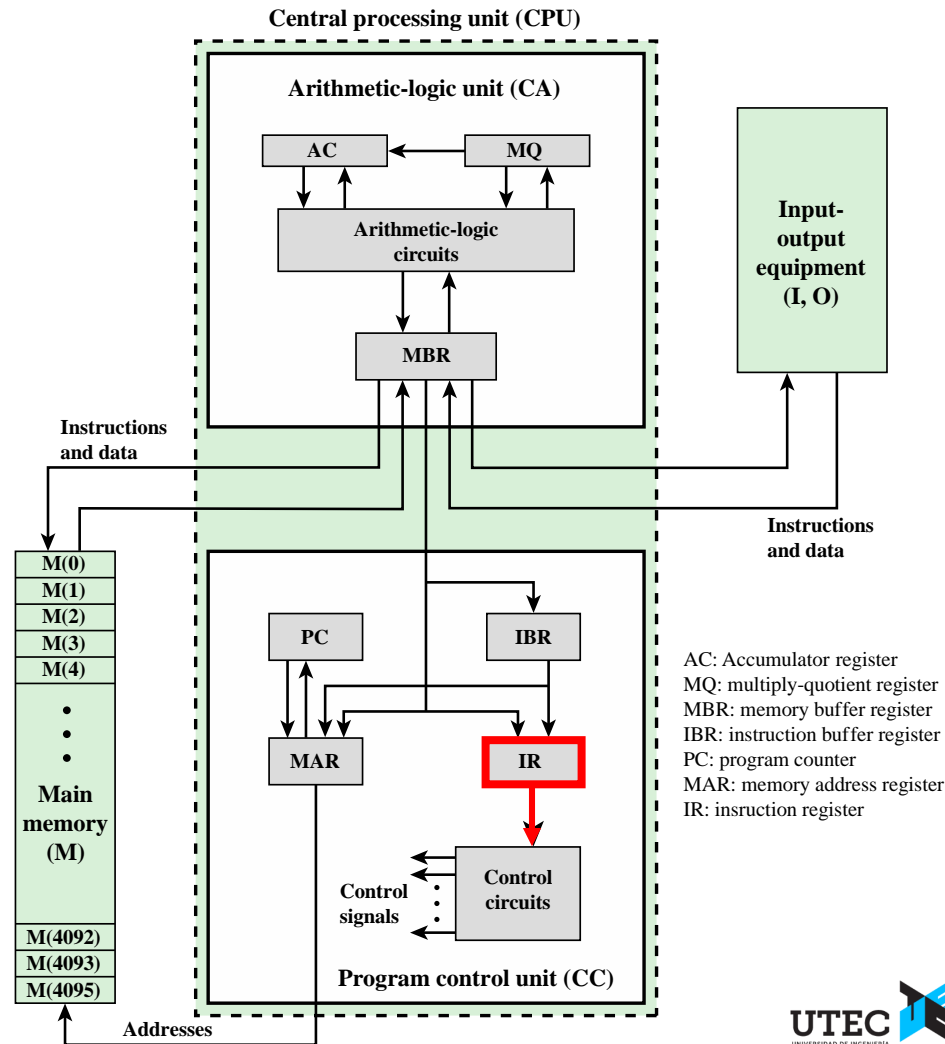 Central processing unit (CPU)
Arithmetic-logic unit (CA)
AC
MQ
Arithmetic-logic
circuits
MBR
Input-
output
equipment
(I, O)
Instructions
and data
Instructions
and data
M(0)
M(1)
M(2)
M(3)
M(4)
Main
memory
(M)
M(4092)
M(4093)
M(4095)
PC
IBR
MAR
IR
Control
signals
Control
circuits
Program control unit (CC)
Addresses
AC: Accumulator register
MQ: multiply-quotient register
MBR: memory buffer register
IBR: instruction buffer register
PC: program counter
MAR: memory address register
IR: insruction register
UTEC
UNIVERSIDAD DE INGENIERÍA